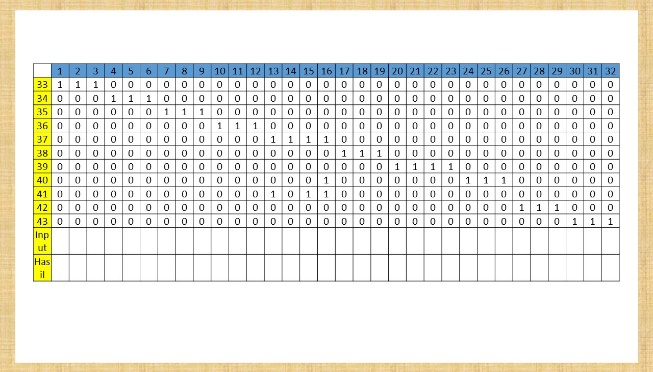 1 2 3 4 5 6 7 8 9 10 11 12 13 14 15 16 17 18 19 20 21 22 23 24 25 26 27 28 29 30 31 32
33 1 1 1 0 0 0 0 0 0 0 0 0 0 0 0 0 0 0 0 0 0 0 0 0 0 0 0 0 0 0 0 0
34 0 0 0 1 1 1 0 0 0 0 0 0 0 0 0 0 0 0 0 0 0 0 0 0 0 0 0 0 0 0 0 0
35 0 0 0 0 0 0 1 1 1 0 0 0 0 0 0 0 0 0 0 0 0 0 0 0 0 0 0 0 0 0 0 0
36 0 0 0 0 0 0 0 0 0 1 1 1 0 0 0 0 0 0 0 0 0 0 0 0 0 0 0 0 0 0 0 0
37 0 0 0 0 0 0 0 0 0 0 0 0 1 1 1 1 0 0 0 0 0 0 0 0 0 0 0 0 0 0 0 0
38 0 0 0 0 0 0 0 0 0 0 0 0 0 0 0 0 1 1 1 0 0 0 0 0 0 0 0 0 0 0 0 0
39 0 0 0 0 0 0 0 0 0 0 0 0 0 0 0 0 0 0 0 1 1 1 1 0 0 0 0 0 0 0 0 0
40 0 0 0 0 0 0 0 0 0 0 0 0 0 0 0 1 0 0 0 0 0 0 0 1 1 1 0 0 0 0 0 0
41 0 0 0 0 0 0 0 0 0 0 0 0 1 0 1 1 0 0 0 0 0 0 0 0 0 0 0 0 0 0 0 0
42 0 0 0 0 0 0 0 0 0 0 0 0 0 0 0 0 0 0 0 0 0 0 0 0 0 0 1 1 1 0 0 0
43 0 0 0 0 0 0 0 0 0 0 0 0 0 0 0 0 0 0 0 0 0 0 0 0 0 0 0 0 0 1 1 1
Inp
ut
Has
il